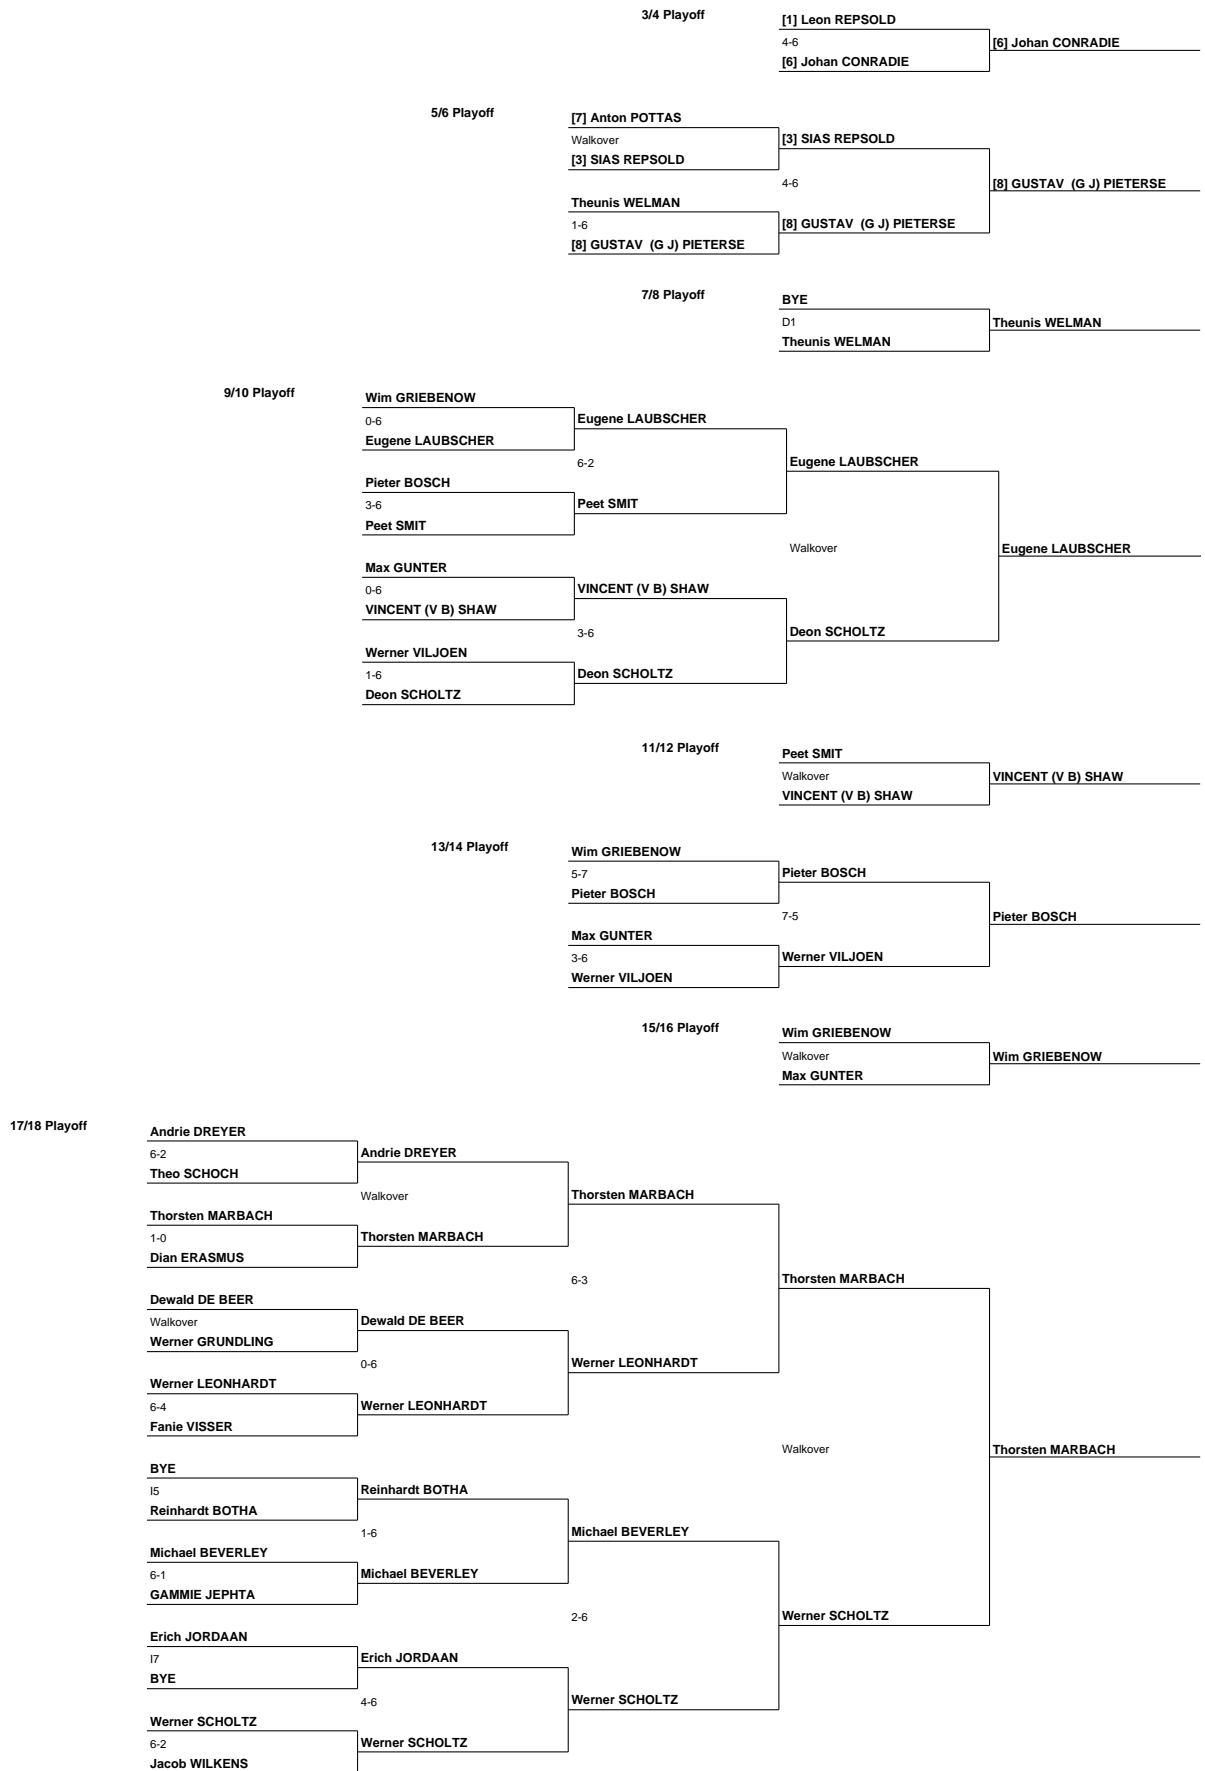 3/4 Playoff
[1] Leon REPSOLD
4-6
[6] Johan CONRADIE
[6] Johan CONRADIE
5/6 Playoff
[7] Anton POTTAS
Walkover
[3] SIAS REPSOLD
[3] SIAS REPSOLD
4-6
[8] GUSTAV  (G J) PIETERSE
Theunis WELMAN
1-6
[8] GUSTAV  (G J) PIETERSE
[8] GUSTAV  (G J) PIETERSE
7/8 Playoff
BYE
D1
Theunis WELMAN
Theunis WELMAN
9/10 Playoff
Wim GRIEBENOW
0-6
Eugene LAUBSCHER
Eugene LAUBSCHER
6-2
Eugene LAUBSCHER
Pieter BOSCH
3-6
Peet SMIT
Peet SMIT
Walkover
Eugene LAUBSCHER
Max GUNTER
0-6
VINCENT (V B) SHAW
VINCENT (V B) SHAW
3-6
Deon SCHOLTZ
Werner VILJOEN
1-6
Deon SCHOLTZ
Deon SCHOLTZ
11/12 Playoff
Peet SMIT
Walkover
VINCENT (V B) SHAW
VINCENT (V B) SHAW
13/14 Playoff
Wim GRIEBENOW
5-7
Pieter BOSCH
Pieter BOSCH
7-5
Pieter BOSCH
Max GUNTER
3-6
Werner VILJOEN
Werner VILJOEN
15/16 Playoff
Wim GRIEBENOW
Walkover
Wim GRIEBENOW
Max GUNTER
17/18 Playoff
Andrie DREYER
6-2
Andrie DREYER
Theo SCHOCH
Walkover
Thorsten MARBACH
Thorsten MARBACH
1-0
Thorsten MARBACH
Dian ERASMUS
6-3
Thorsten MARBACH
Dewald DE BEER
Walkover
Dewald DE BEER
Werner GRUNDLING
0-6
Werner LEONHARDT
Werner LEONHARDT
6-4
Werner LEONHARDT
Fanie VISSER
Walkover
Thorsten MARBACH
BYE
I5
Reinhardt BOTHA
Reinhardt BOTHA
1-6
Michael BEVERLEY
Michael BEVERLEY
6-1
Michael BEVERLEY
GAMMIE JEPHTA
2-6
Werner SCHOLTZ
Erich JORDAAN
I7
Erich JORDAAN
BYE
4-6
Werner SCHOLTZ
Werner SCHOLTZ
6-2
Werner SCHOLTZ
Jacob WILKENS